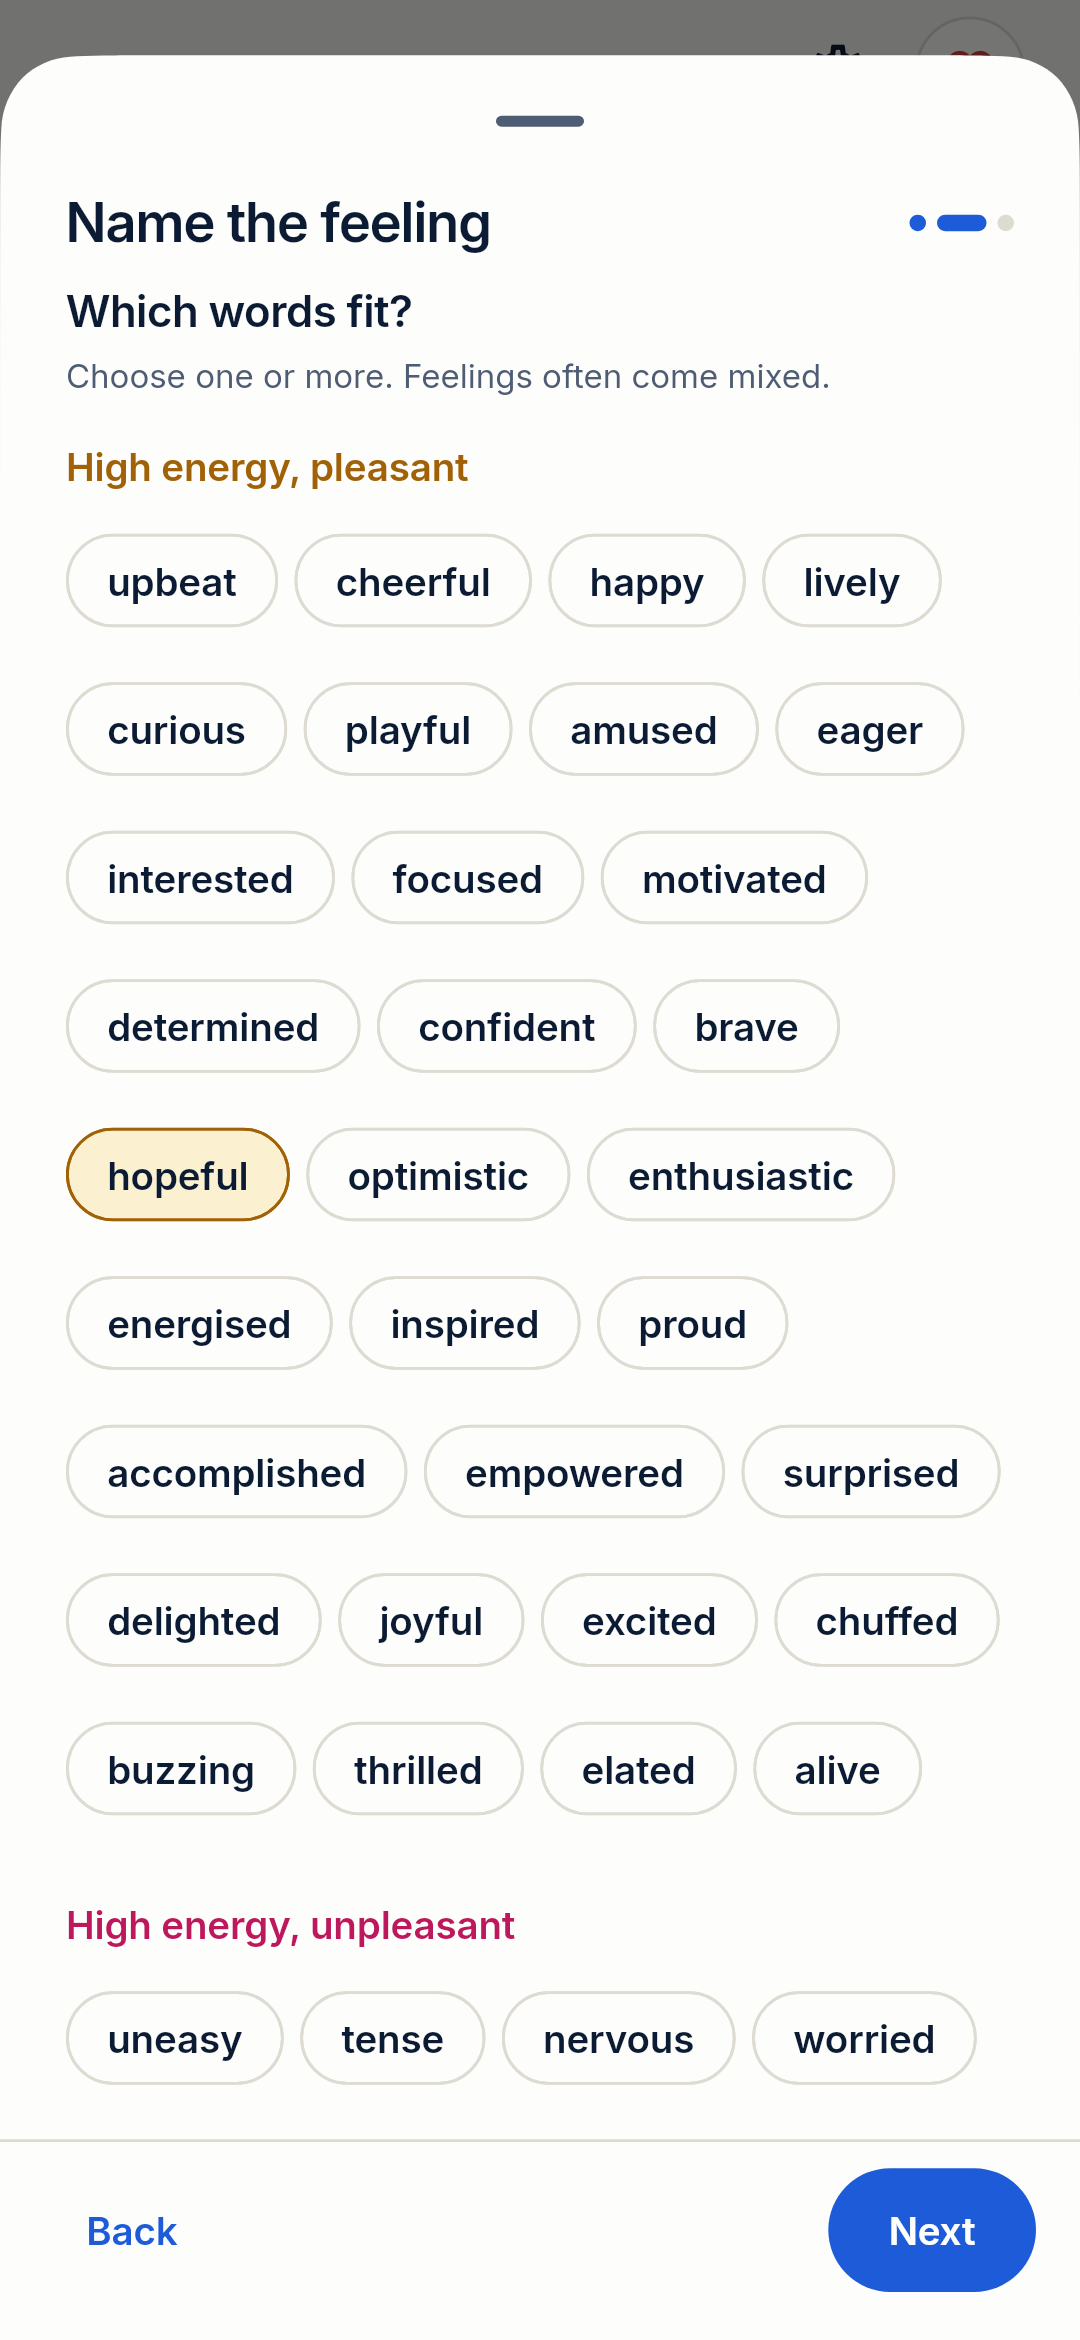 Name the feeling
Which words fit?
Choose one or more. Feelings often come mixed.
High energy, pleasant
upbeat cheerful happy lively
curious playful amused eager
interested focused motivated
determined confident brave
hopeful optimistic enthusiastic
energised inspired proud
accomplished empowered surprised
delighted joyful excited chuffed
buzzing thrilled elated alive
High energy, unpleasant
uneasy tense nervous worried
Back Next